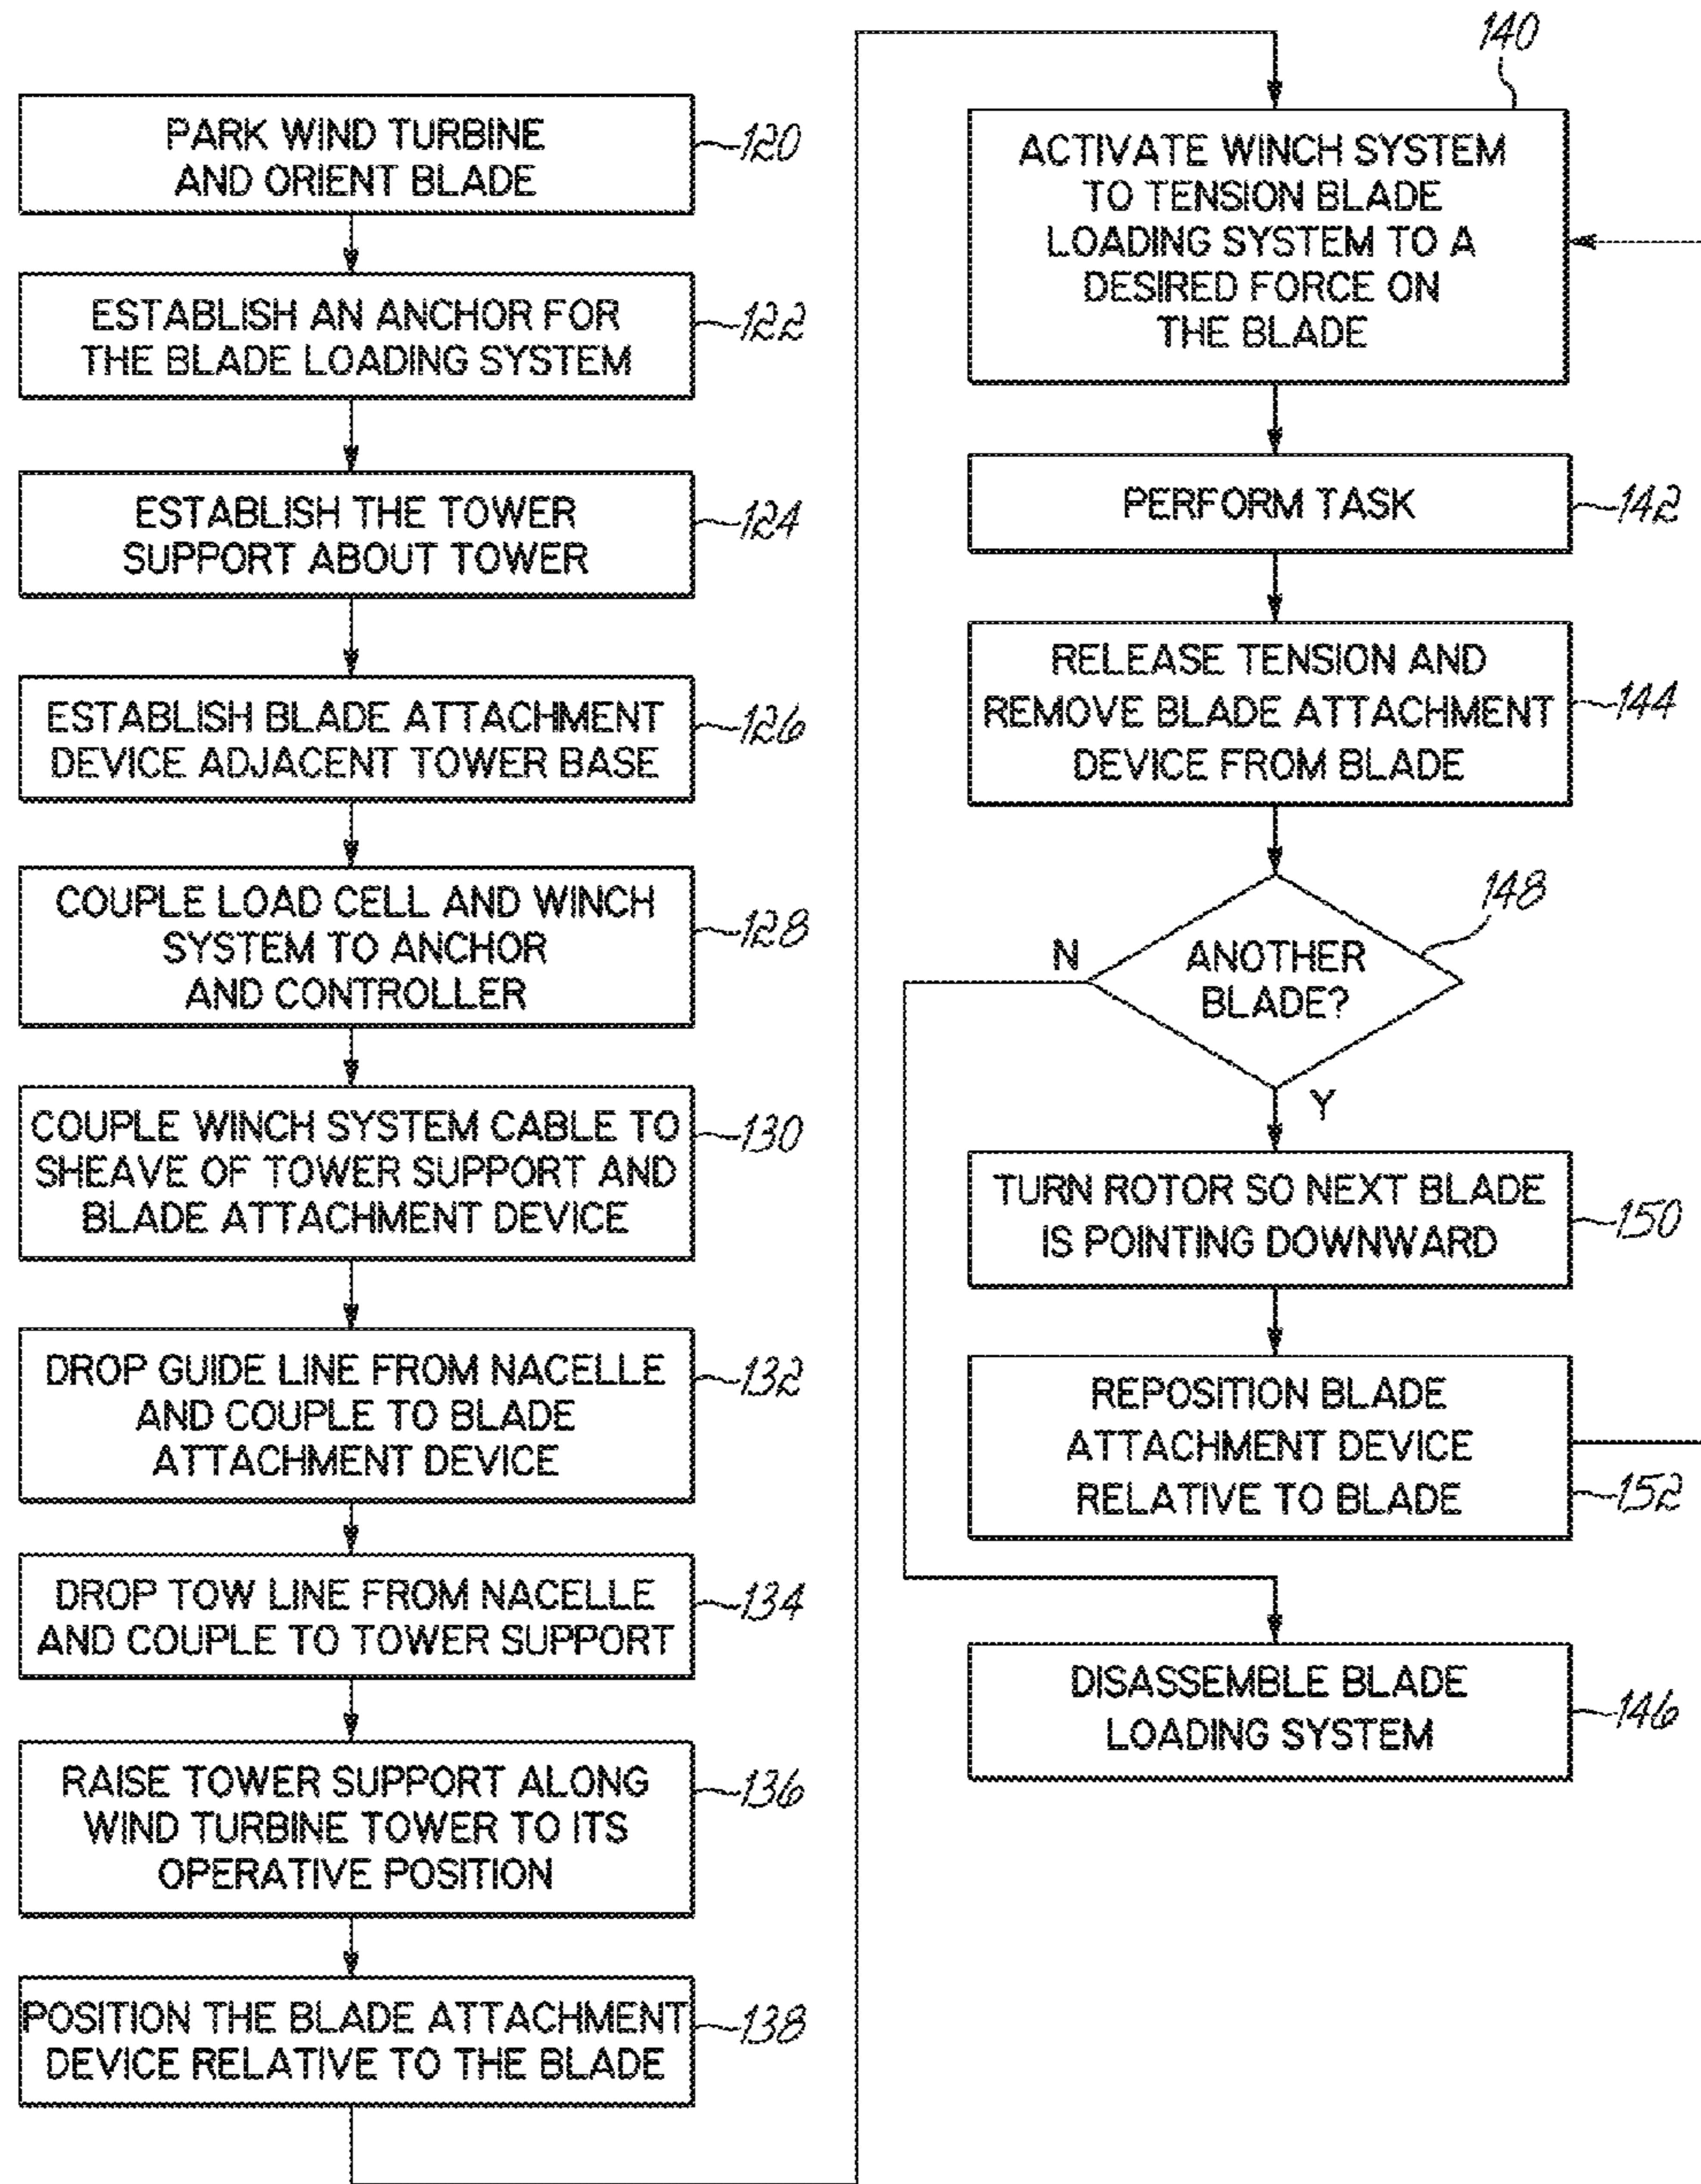 PARK WIND TURBINE
AND ORIENT BLADE
120
ESTABLISH AN ANCHOR FOR
THE BLADE LOADING SYSTEM
122
ESTABLISH THE TOWER
SUPPORT ABOUT TOWER
124
ESTABLISH BLADE ATTACHMENT
DEVICE ADJACENT TOWER BASE
126
COUPLE LOAD CELL AND WINCH
SYSTEM TO ANCHOR
AND CONTROLLER
128
COUPLE WINCH SYSTEM CABLE TO
SHEAVE OF TOWER SUPPORT AND
BLADE ATTACHMENT DEVICE
130
DROP GUIDE LINE FROM NACELLE
AND COUPLE TO BLADE
ATTACHMENT DEVICE
132
DROP TOW LINE FROM NACELLE
AND COUPLE TO TOWER SUPPORT
134
RAISE TOWER SUPPORT ALONG
WIND TURBINE TOWER TO ITS
OPERATIVE POSITION
136
POSITION THE BLADE ATTACHMENT
DEVICE RELATIVE TO THE BLADE
138
140
ACTIVATE WINCH SYSTEM
TO TENSION BLADE
LOADING SYSTEM TO A
DESIRED FORCE ON
THE BLADE
PERFORM TASK
142
RELEASE TENSION AND
REMOVE BLADE ATTACHMENT
DEVICE FROM BLADE
144
148
N
ANOTHER
BLADE?
Y
TURN ROTOR SO NEXT BLADE
IS POINTING DOWNWARD
150
REPOSITION BLADE
ATTACHMENT DEVICE
RELATIVE TO BLADE
152
DISASSEMBLE BLADE
LOADING SYSTEM
146